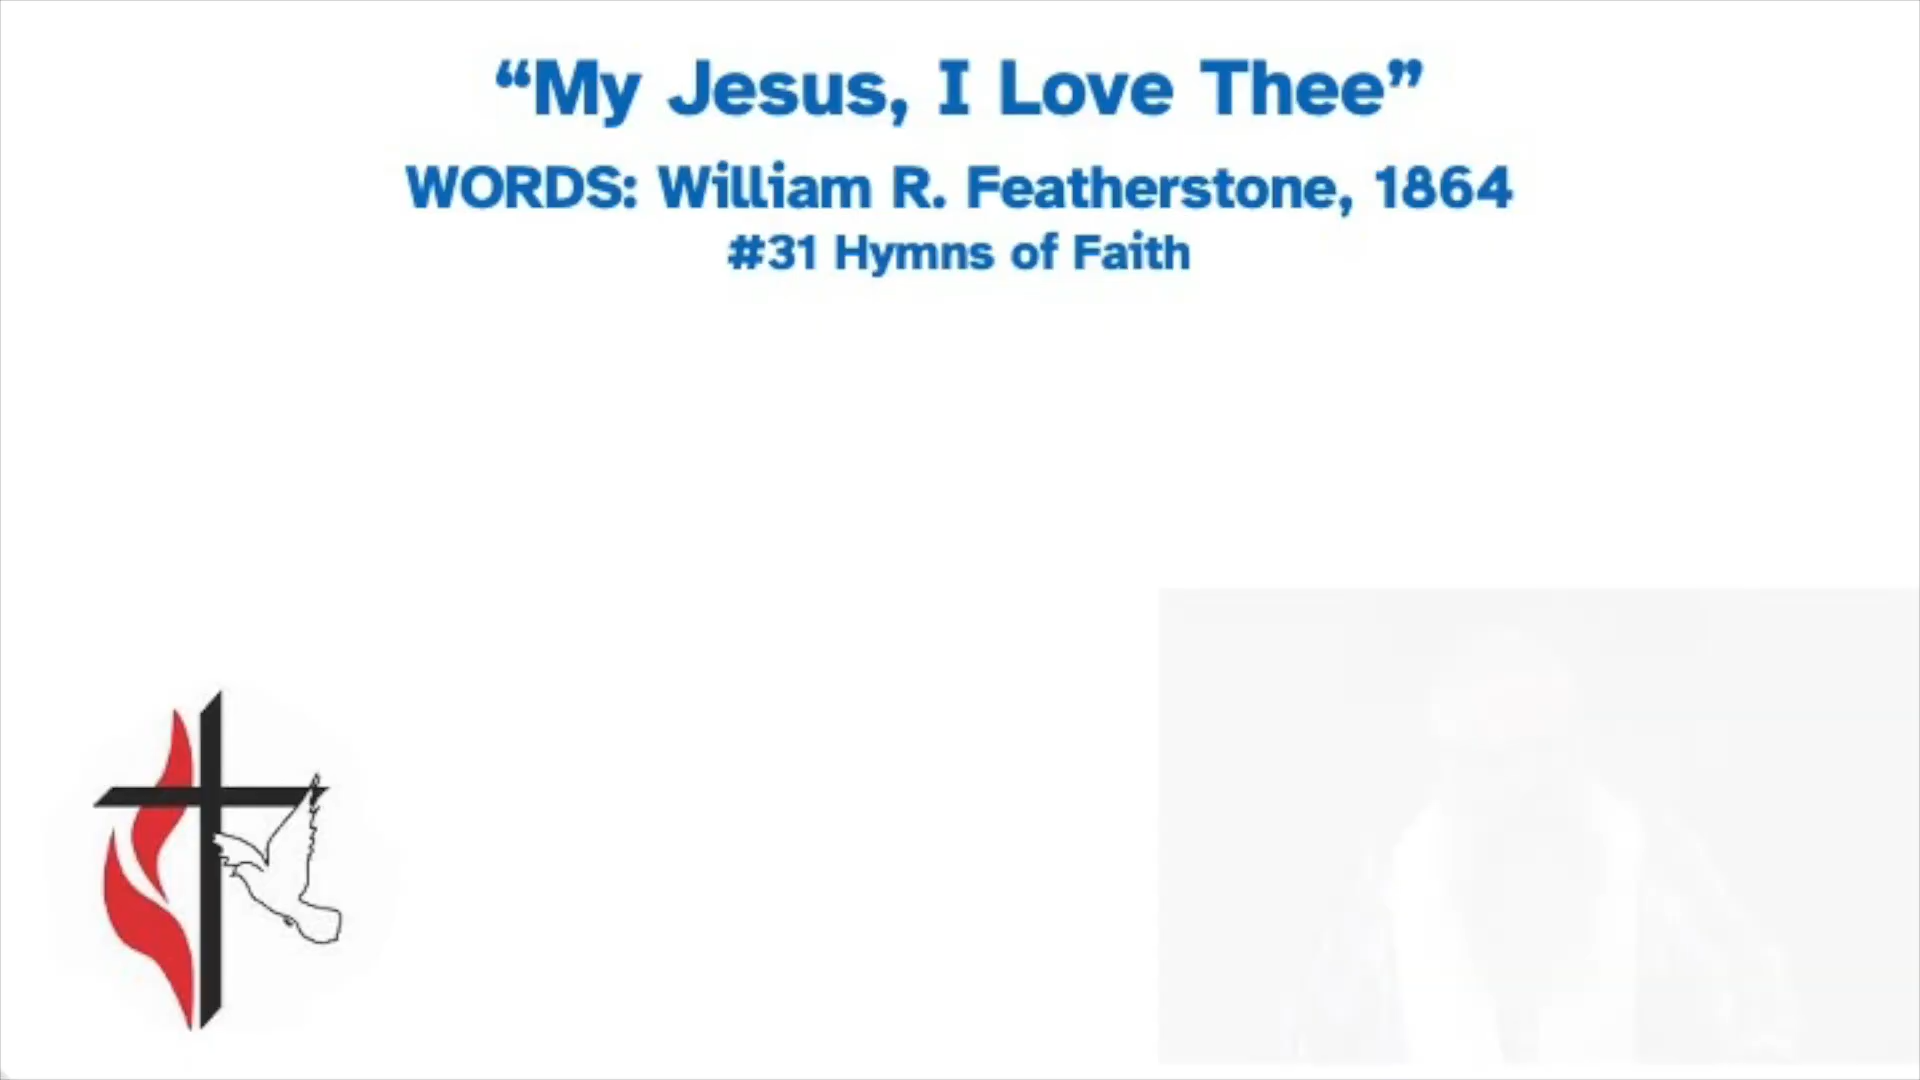 “My Jesus, I Love Thee”
WORDS: William R. Featherstone, 1864
#31 Hymns of Faith